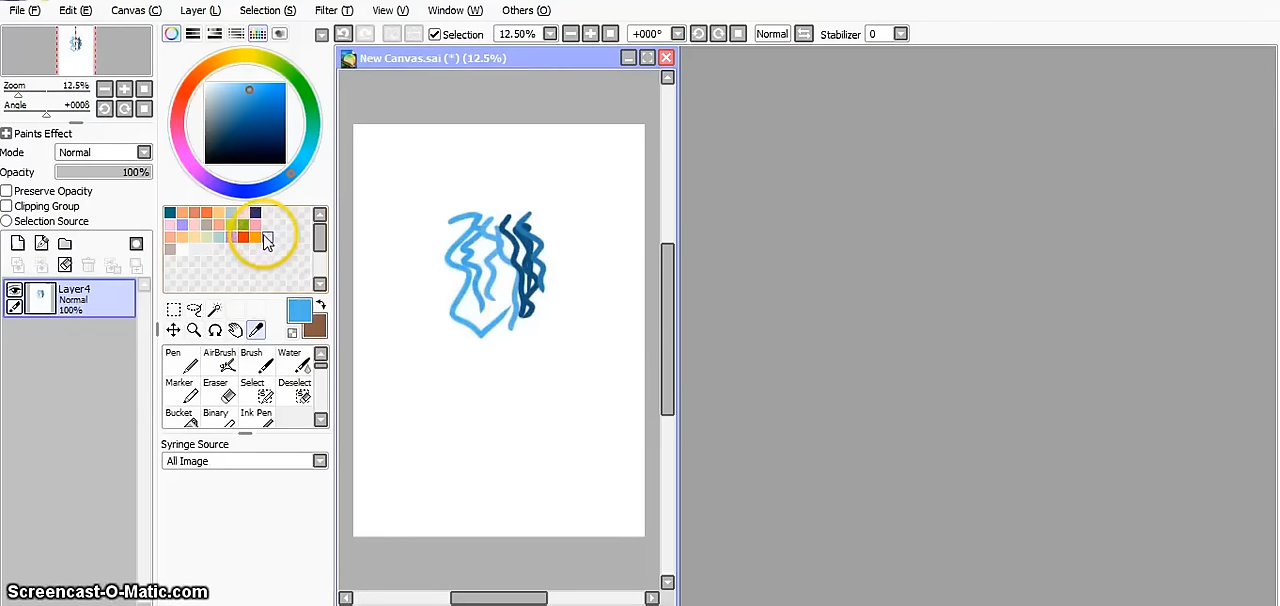 File (F) Edit (E) Canvas (C) Layer (L) Selection (S) Filter (T) View (V) Window (W) Others (O)
Selection 12.50% +000° Normal Stabilizer 0
New Canvas.sai (*) (12.5%)
Zoom 12.5%
Angle +000ß
Paints Effect
Mode Normal
Opacity 100%
Preserve Opacity
Clipping Group
Selection Source
Layer4
Normal
100%
Pen AirBrush Brush Water
Marker Eraser Select Deselect
Bucket Binary Ink Pen
Syringe Source
All Image
Screencast-O-Matic.com